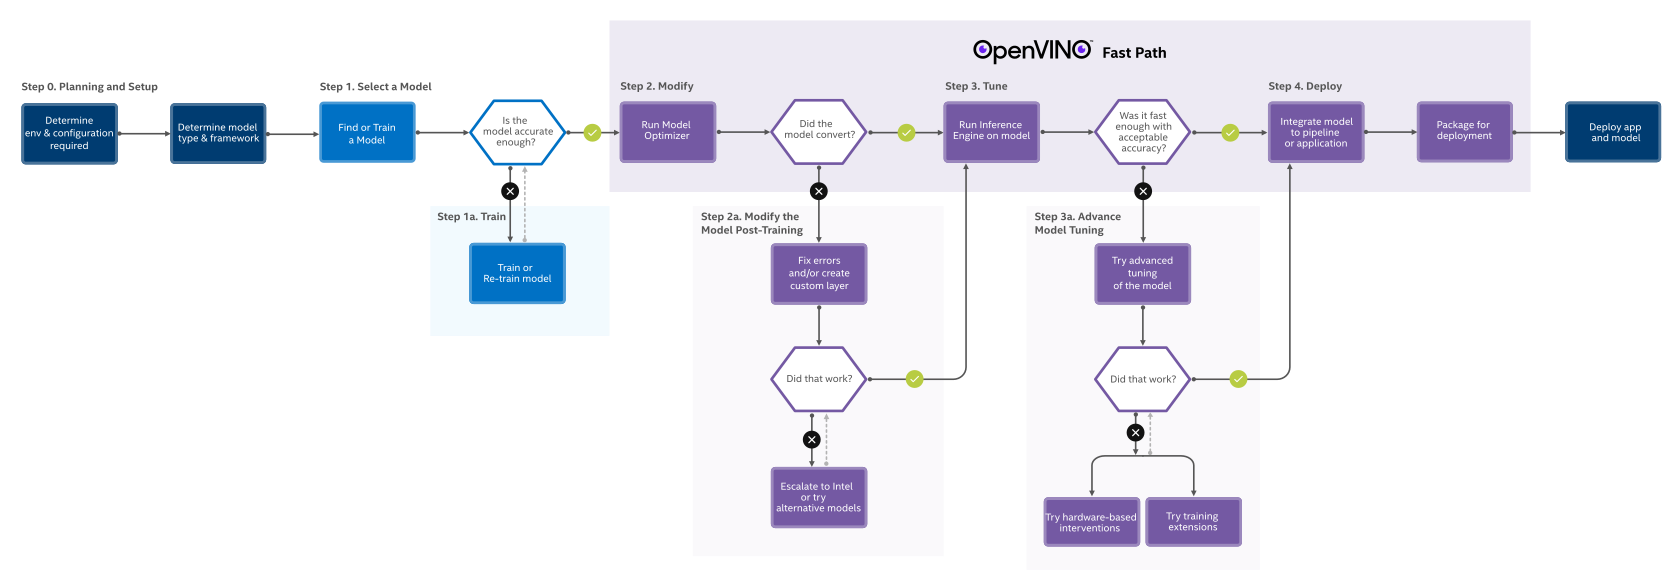 OpenVINO™ Fast Path
Step 0. Planning and Setup
Determine
env & configuration
required
Determine model
type & framework
Step 1. Select a Model
Find or Train
a Model
Is the
model accurate
enough?
Step 1a. Train
Train or
Re-train model
Step 2. Modify
Run Model
Optimizer
Did the
model convert?
Step 2a. Modify the
Model Post-Training
Fix errors
and/or create
custom layer
Did that work?
Escalate to Intel
or try
alternative models
Step 3. Tune
Run Inference
Engine on model
Was it fast
enough with
acceptable
accuracy?
Step 3a. Advance
Model Tuning
Try advanced
tuning
of the model
Did that work?
Try hardware-based
interventions
Try training
extensions
Step 4. Deploy
Integrate model
to pipeline
or application
Package for
deployment
Deploy app
and model